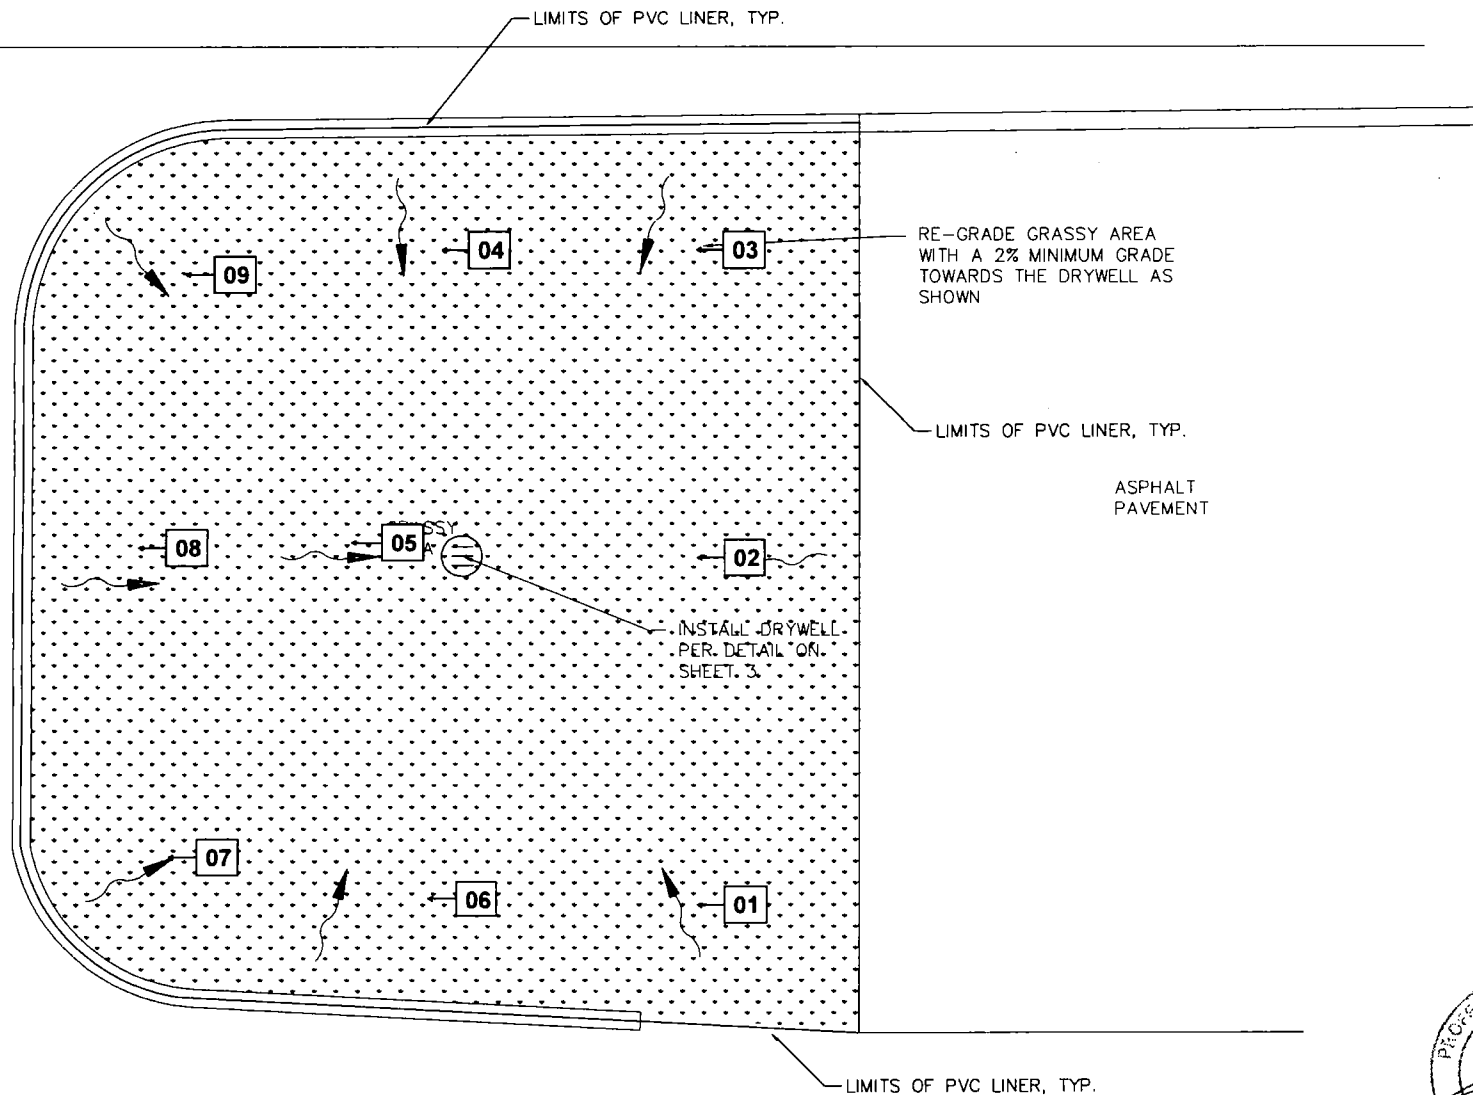 LIMITS OF PVC LINER, TYP.
04
03
09
RE-GRADE GRASSY AREA
WITH A 2% MINIMUM GRADE
TOWARDS THE DRYWELL AS
SHOWN
LIMITS OF PVC LINER, TYP.
ASPHALT
PAVEMENT
08
05
02
INSTALL DRYWELL
PER DETAIL ON
SHEET 3
07
06
01
LIMITS OF PVC LINER, TYP.